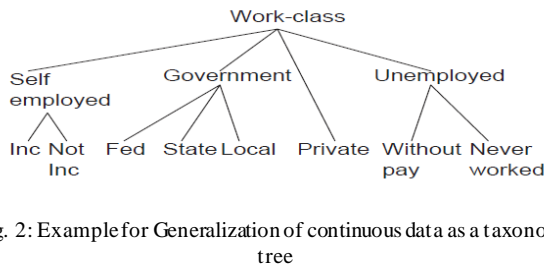 Work-class
Self Government Unemployed
employed
Inc Not Fed State Local Private Without Never
Inc pay worked
g. 2: Example for Generalization of continuous data as a taxono
tree